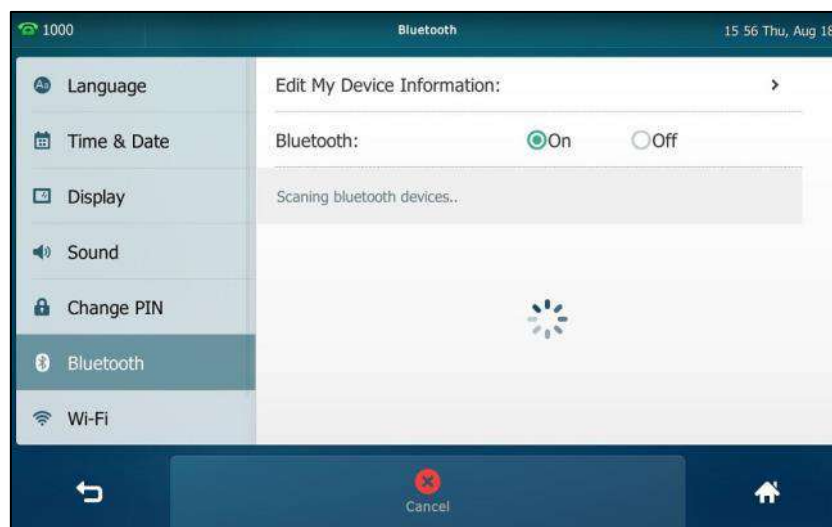 1000 Bluetooth 15 56 Thu, Aug 18
Language
Time & Date
Display
Sound
Change PIN
Bluetooth
Wi-Fi
Edit My Device Information:
Bluetooth: On Off
Scaning bluetooth devices..
Cancel